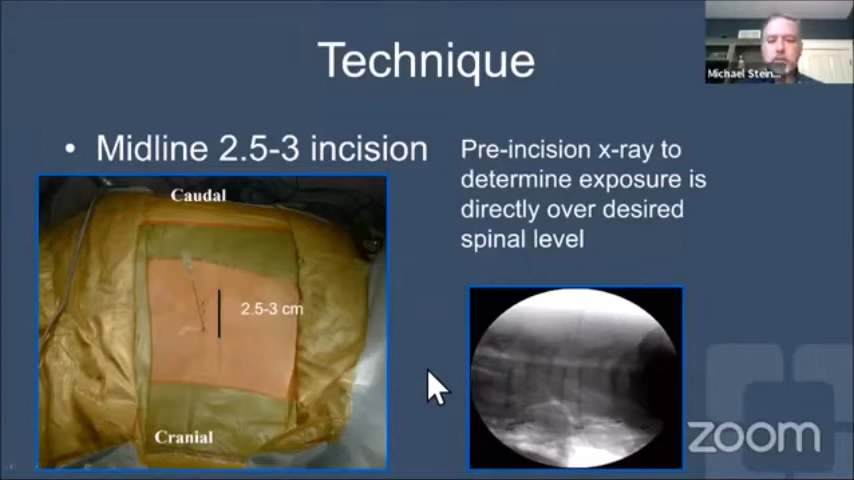 Technique
Michael Stein...
• Midline 2.5-3 incision
Pre-incision x-ray to
determine exposure is
directly over desired
spinal level
Caudal
2.5-3 cm
Cranial
zoom